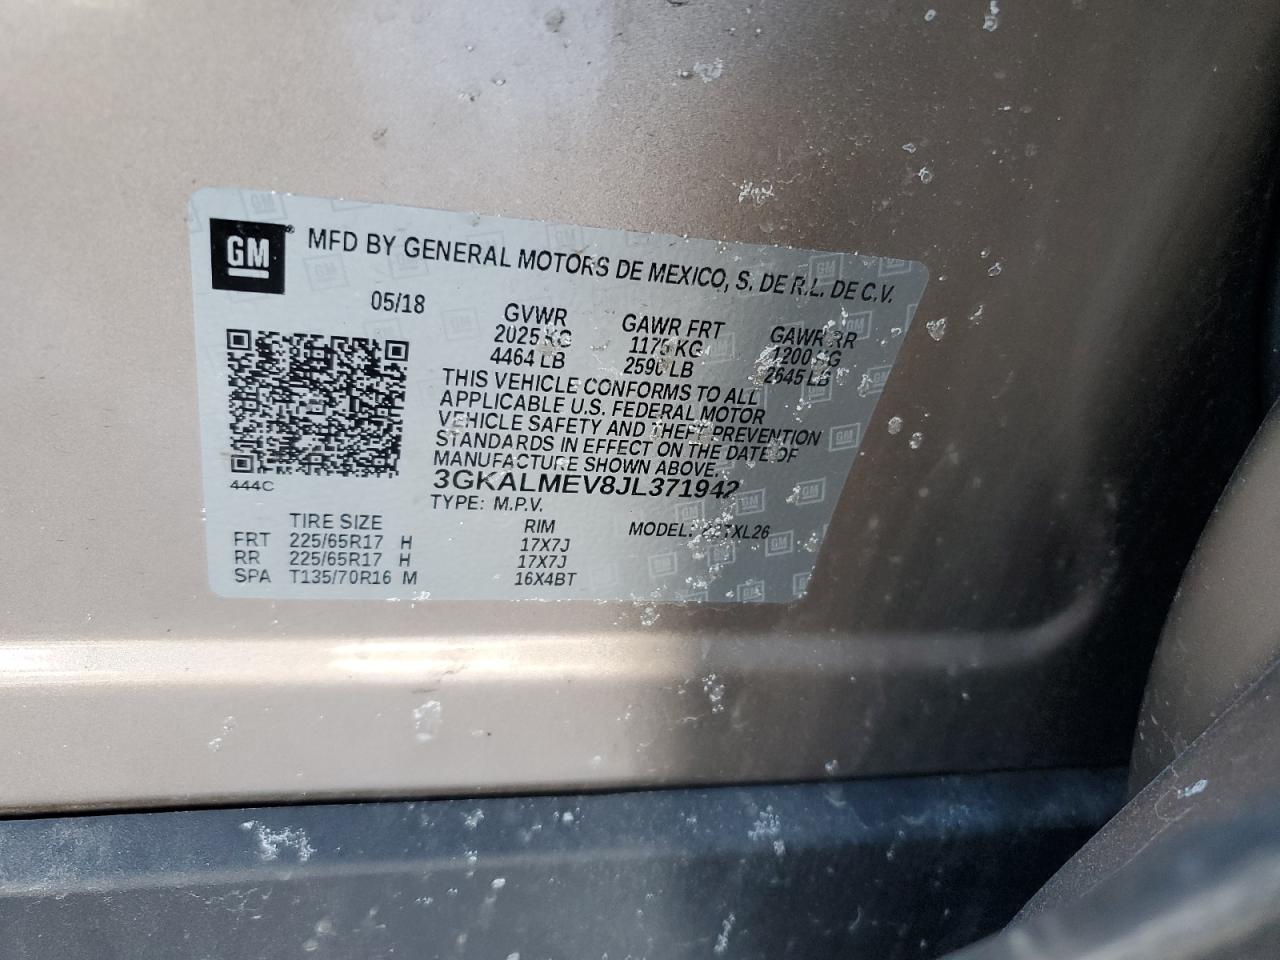 GM
MFD BY GENERAL MOTORS DE MEXICO, S. DE R.L. DE C.V.
05/18
GVWR GAWR FRT GAWR RR
2025 KG 1175 KG 1200 KG
4464 LB 2590 LB 2645 LB
THIS VEHICLE CONFORMS TO ALL
APPLICABLE U.S. FEDERAL MOTOR
VEHICLE SAFETY AND THEFT PREVENTION
STANDARDS IN EFFECT ON THE DATE OF
MANUFACTURE SHOWN ABOVE.
3GKALMEV8JL371942
444C
TYPE: M.P.V.
TIRE SIZE RIM MODEL:
FRT 225/65R17 H 17X7J
RR 225/65R17 H 17X7J
SPA T135/70R16 M 16X4BT